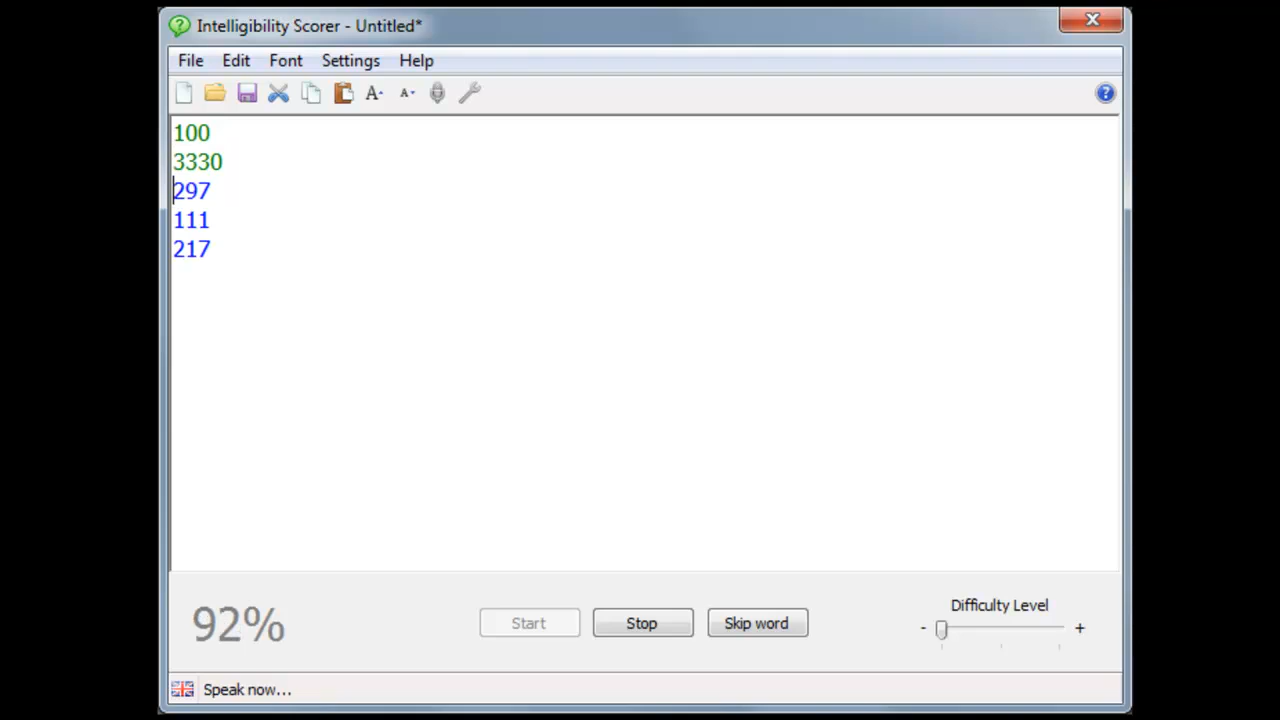 Intelligibility Scorer - Untitled*
File Edit Font Settings Help
A A
100
3330
297
111
217
92% Start Stop Skip word
Difficulty Level
- +
Speak now...